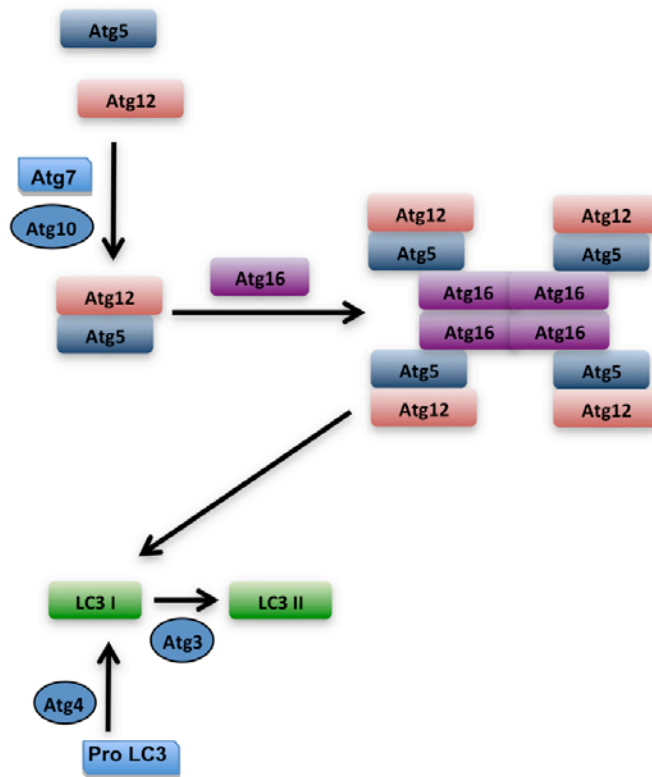 Atg5
Atg12
Atg7
Atg10
Atg12
Atg5
Atg16
Atg12 Atg12
Atg5 Atg5
Atg16 Atg16
Atg16 Atg16
Atg5 Atg5
Atg12 Atg12
LC3 I
LC3 II
Atg3
Atg4
Pro LC3